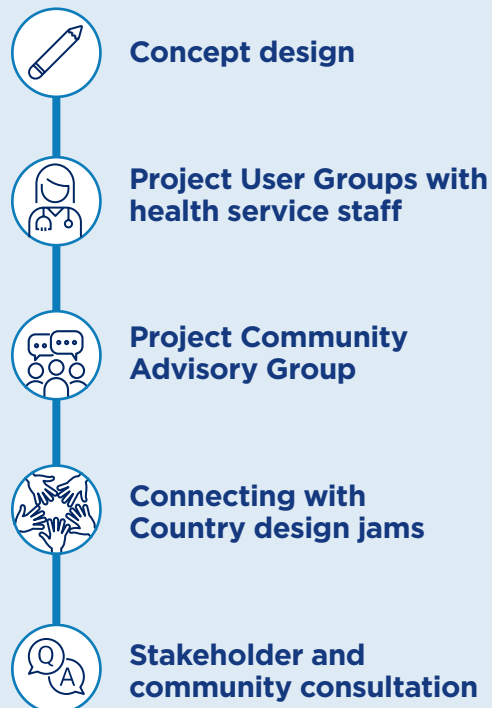 Concept design
Project User Groups with
health service staff
Project Community
Advisory Group
Connecting with
Country design jams
Q
A
Stakeholder and
community consultation